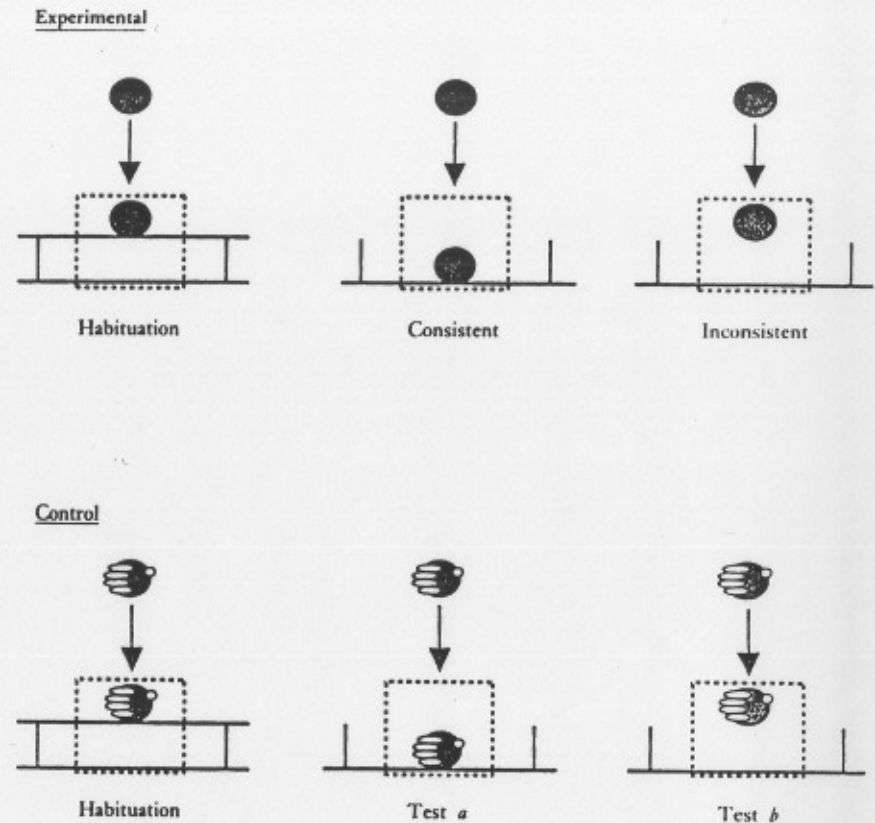 Experimental
Habituation Consistent Inconsistent
Control
Habituation Test a Test b